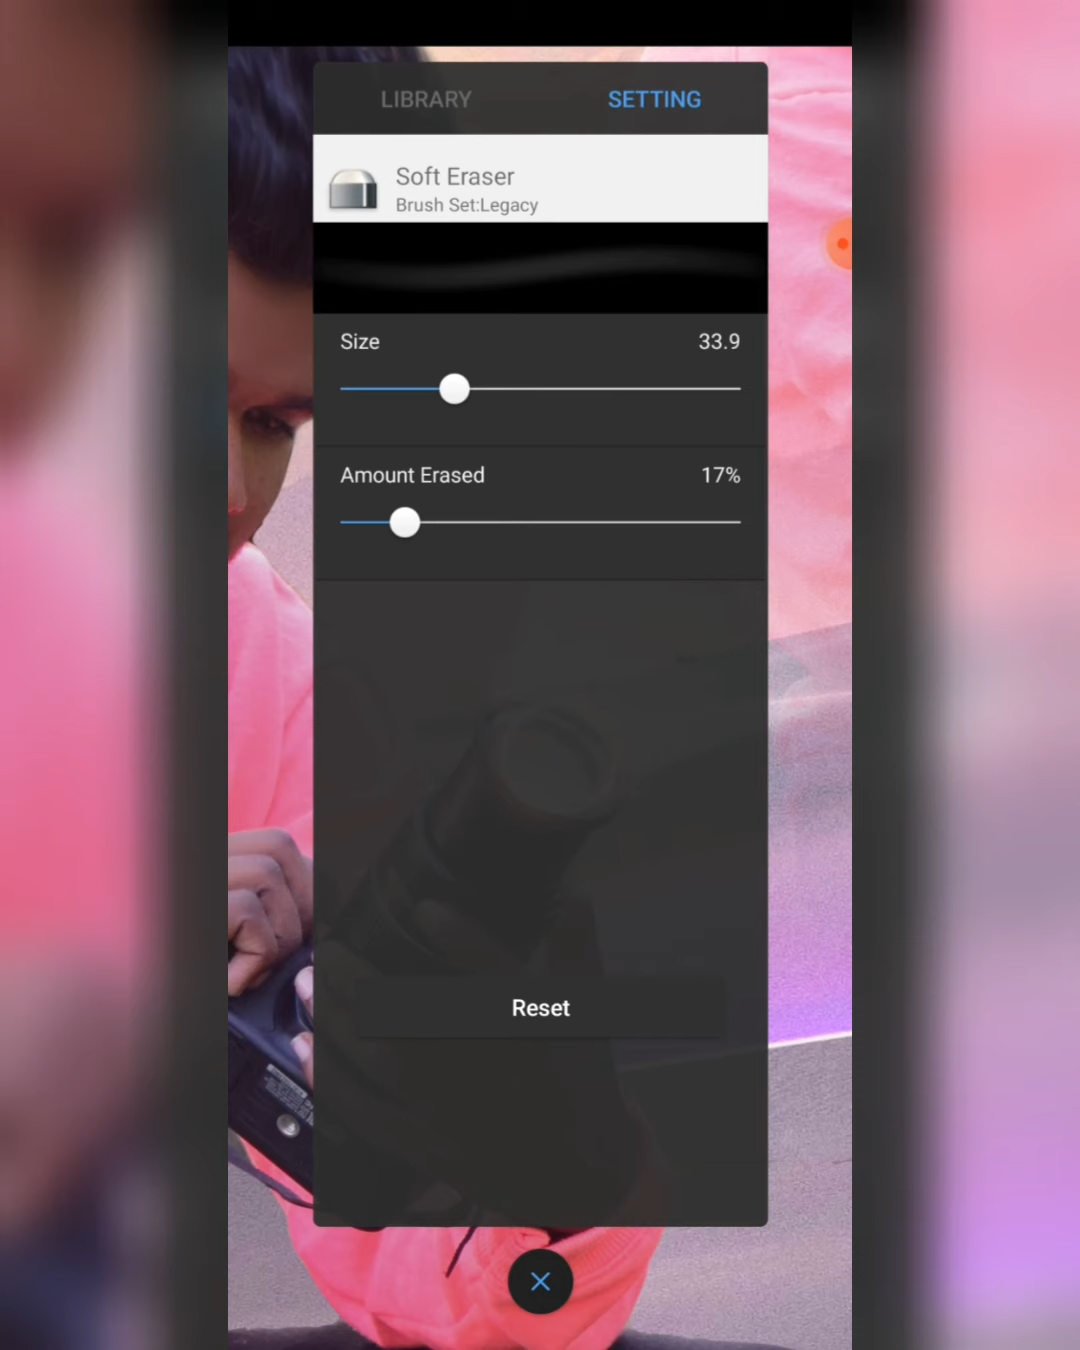 LIBRARY
SETTING
Soft Eraser
Brush Set:Legacy
Size
33.9
Amount Erased
17%
Reset